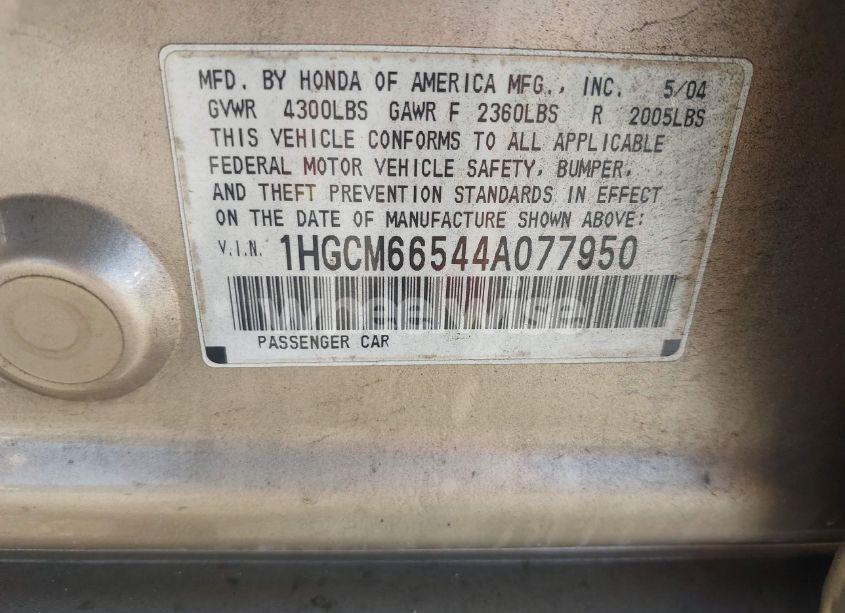 MFD. BY HONDA OF AMERICA MFG., INC. 5/04
GVWR 4300LBS GAWR F 2360LBS R 2005LBS
THIS VEHICLE CONFORMS TO ALL APPLICABLE
FEDERAL MOTOR VEHICLE SAFETY, BUMPER,
AND THEFT PREVENTION STANDARDS IN EFFECT
ON THE DATE OF MANUFACTURE SHOWN ABOVE:
V.I.N. 1HGCM66544A077950
PASSENGER CAR